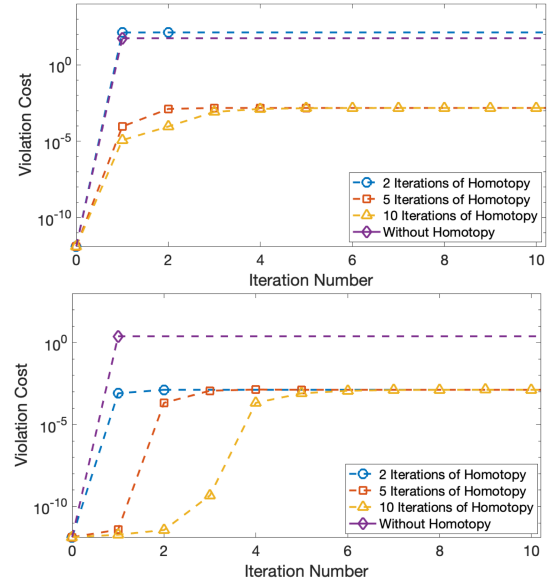 Violation Cost
10^0
10^-5
10^-10
2 Iterations of Homotopy
5 Iterations of Homotopy
10 Iterations of Homotopy
Without Homotopy
0 2 4 6 8 10
Iteration Number
Violation Cost
10^0
10^-5
10^-10
2 Iterations of Homotopy
5 Iterations of Homotopy
10 Iterations of Homotopy
Without Homotopy
0 2 4 6 8 10
Iteration Number